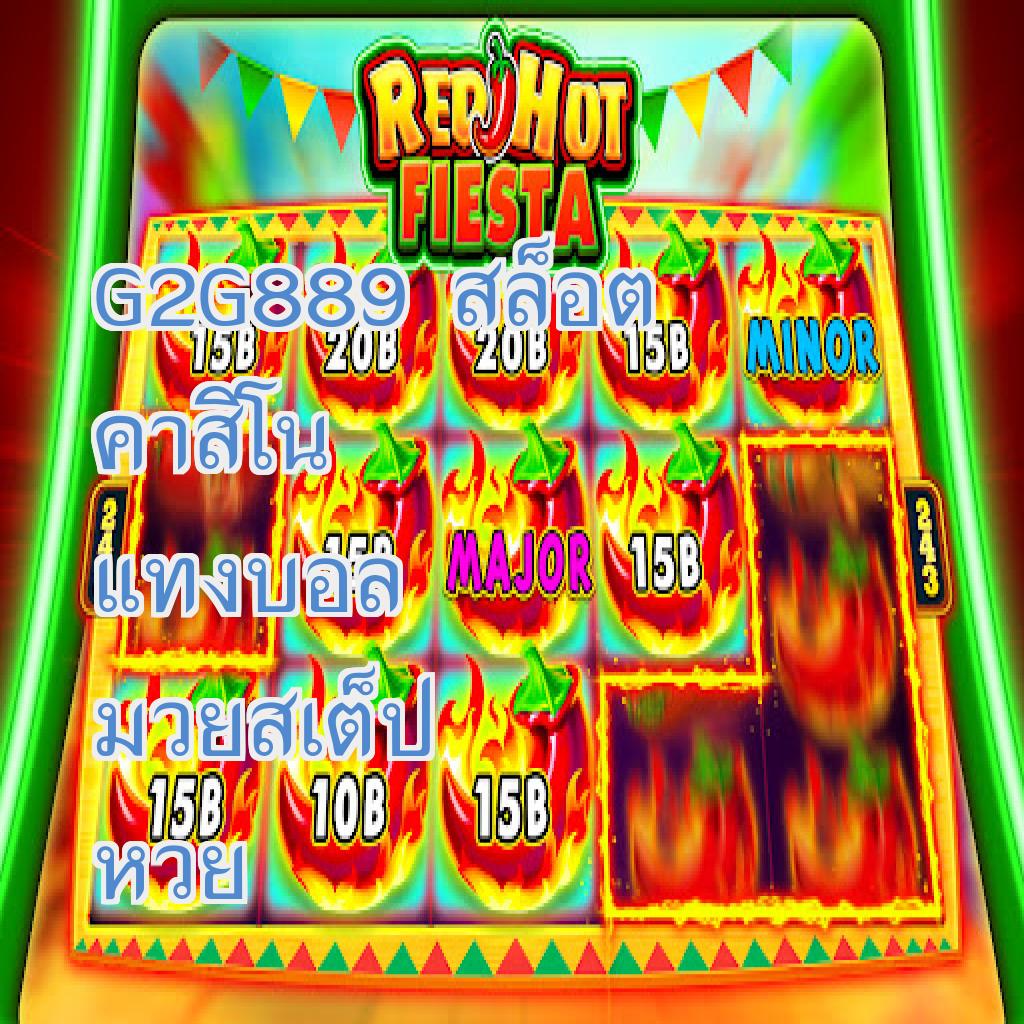 RED HOT
FIESTA
G2G889 สล็อต
15B 20B 20B 15B MINOR
คาสิโน
15B MAJOR 15B
243 243
แทงบอล
มวยสเต็ป
15B 10B 15B
หวย